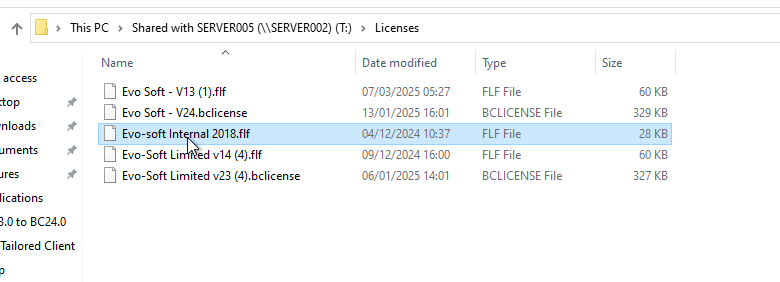 This PC > Shared with SERVER005 (\\SERVER002) (T:) > Licenses
Name Date modified Type Size
access
Evo Soft - V13 (1).flf 07/03/2025 05:27 FLF File 60 KB
Evo Soft - V24.bclicense 13/01/2025 16:01 BCLICENSE File 329 KB
Evo-soft Internal 2018.flf 04/12/2024 10:37 FLF File 28 KB
Evo-Soft Limited v14 (4).flf 09/12/2024 16:00 FLF File 60 KB
Evo-Soft Limited v23 (4).bclicense 06/01/2025 14:01 BCLICENSE File 327 KB
ktop
wnloads
uments
ures
lications
8.0 to BC24.0
Tailored Client
p